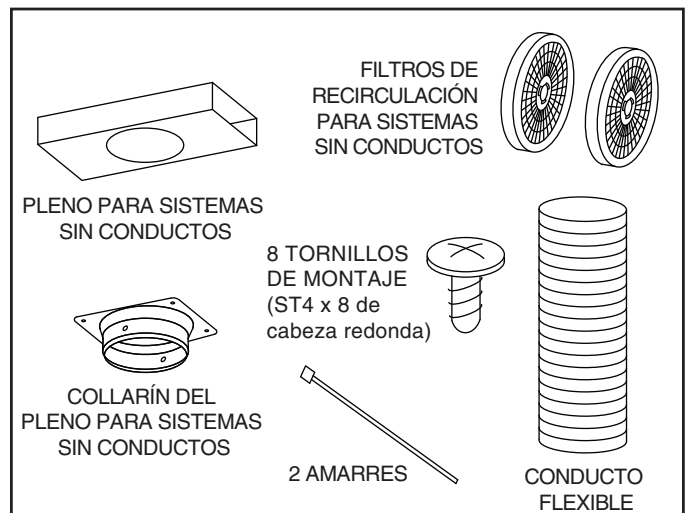 FILTROS DE
RECIRCULACIÓN
PARA SISTEMAS
SIN CONDUCTOS
PLENO PARA SISTEMAS
SIN CONDUCTOS
8 TORNILLOS
DE MONTAJE
(ST4 x 8 de
cabeza redonda)
COLLARÍN DEL
PLENO PARA SISTEMAS
SIN CONDUCTOS
2 AMARRES
CONDUCTO
FLEXIBLE